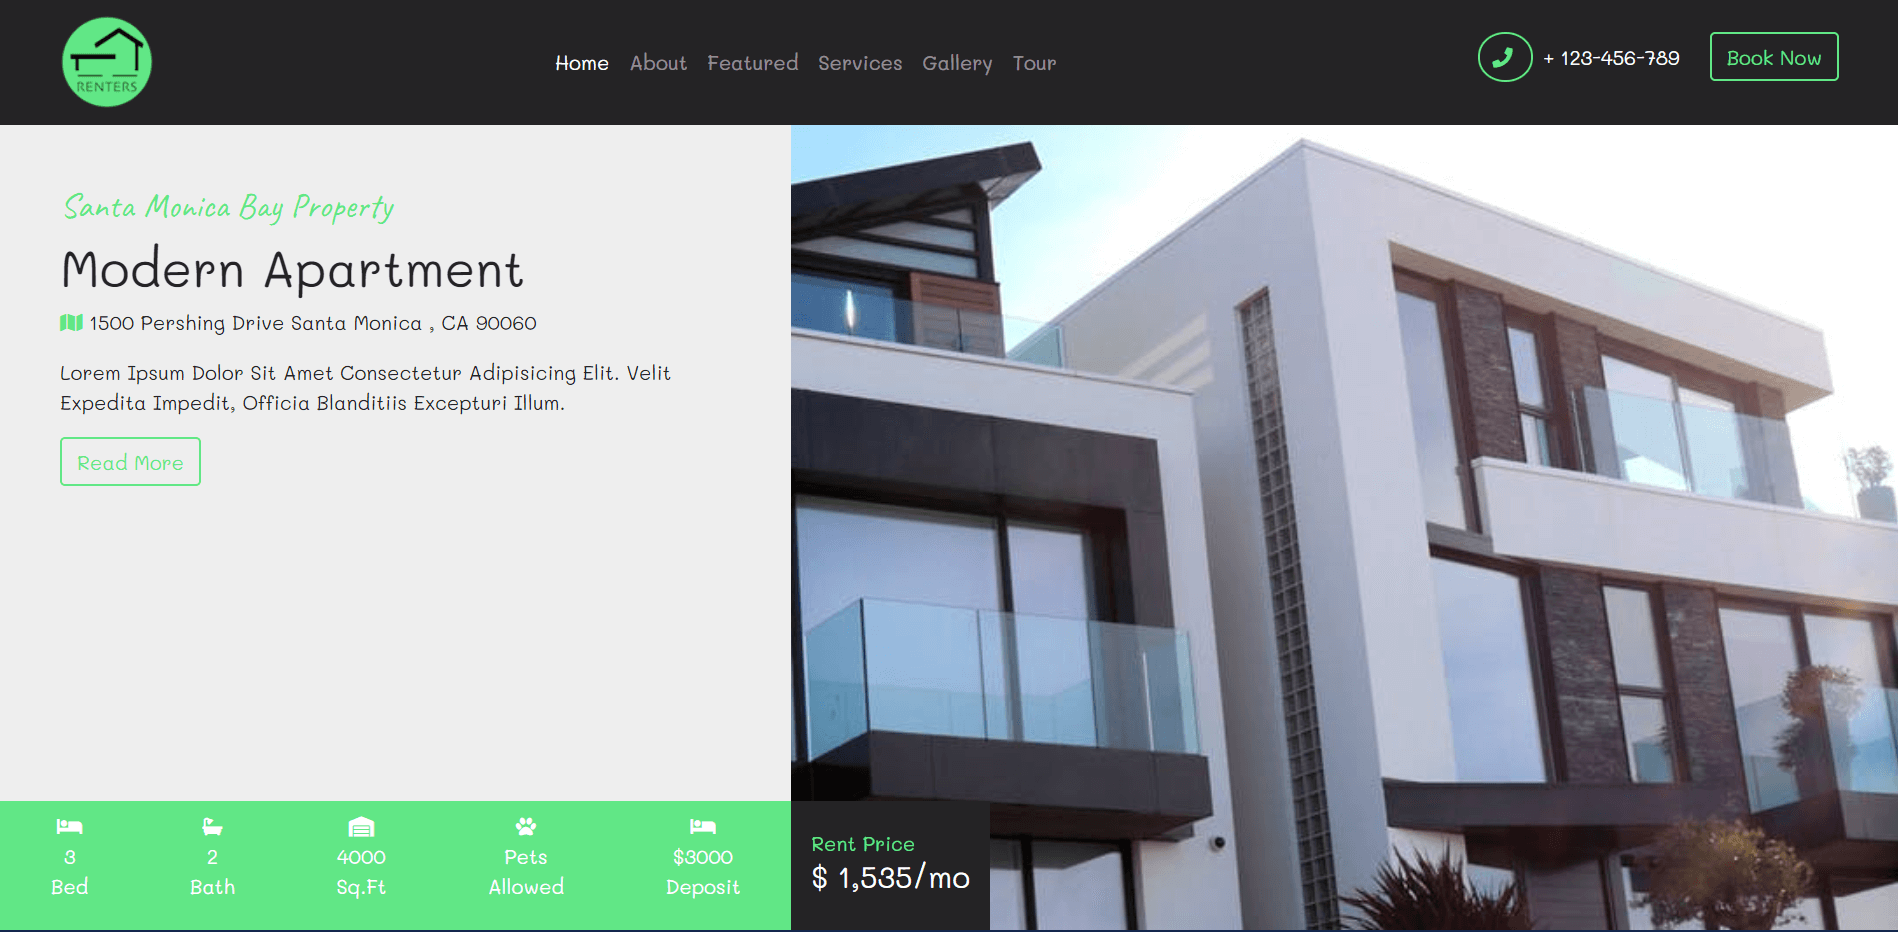 RENTERS
Home About Featured Services Gallery Tour
+ 123-456-789
Book Now
Santa Monica Bay Property
Modern Apartment
1500 Pershing Drive Santa Monica , CA 90060
Lorem Ipsum Dolor Sit Amet Consectetur Adipisicing Elit. Velit
Expedita Impedit, Officia Blanditiis Excepturi Illum.
Read More
3
Bed
2
Bath
4000
Sq.Ft
Pets
Allowed
$3000
Deposit
Rent Price
$ 1,535/mo